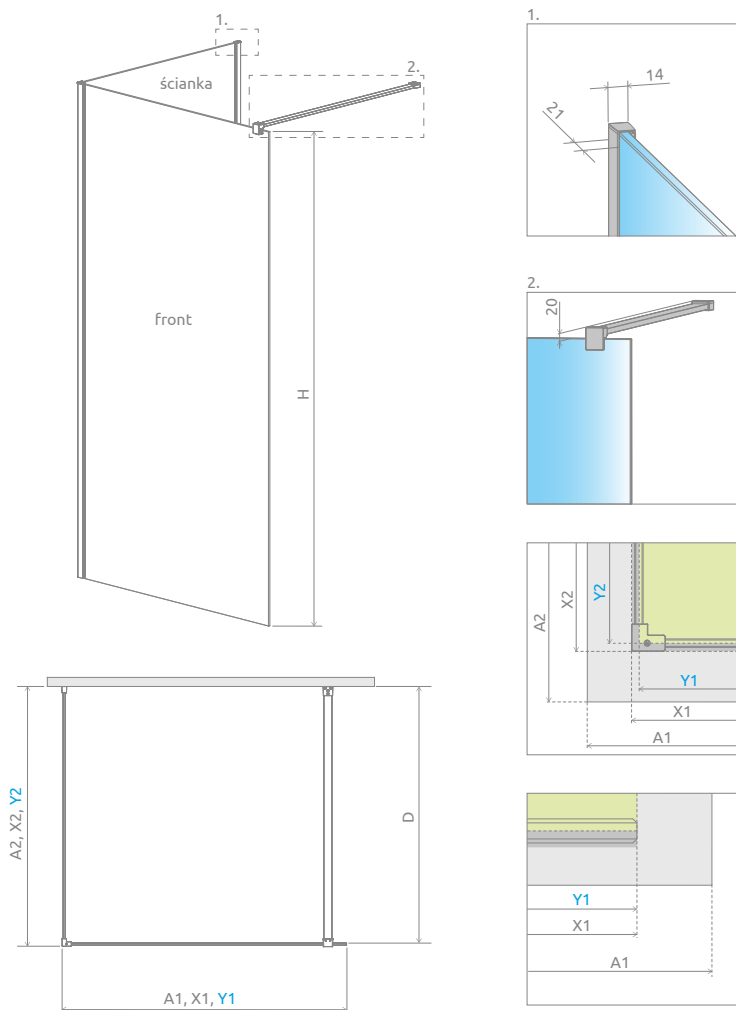 1.
ścianka
2.
front
H
A2, X2, Y2
D
A1, X1, Y1
1.
14
21
2.
20
A2
X2
Y2
Y1
X1
A1
Y1
X1
A1